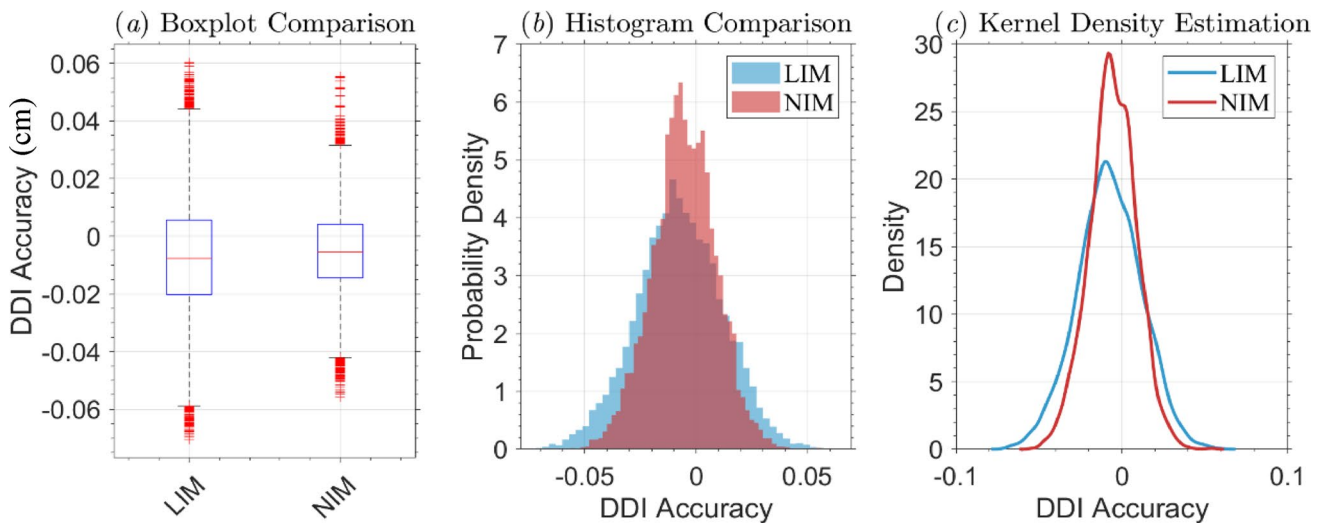 (a) Boxplot Comparison
DDI Accuracy (cm)
0.06
0.04
0.02
0
-0.02
-0.04
-0.06
LIM
NIM
(b) Histogram Comparison
Probability Density
7
6
5
4
3
2
1
0
-0.05
0
0.05
DDI Accuracy
LIM
NIM
(c) Kernel Density Estimation
Density
30
25
20
15
10
5
0
-0.1
0
0.1
DDI Accuracy
LIM
NIM